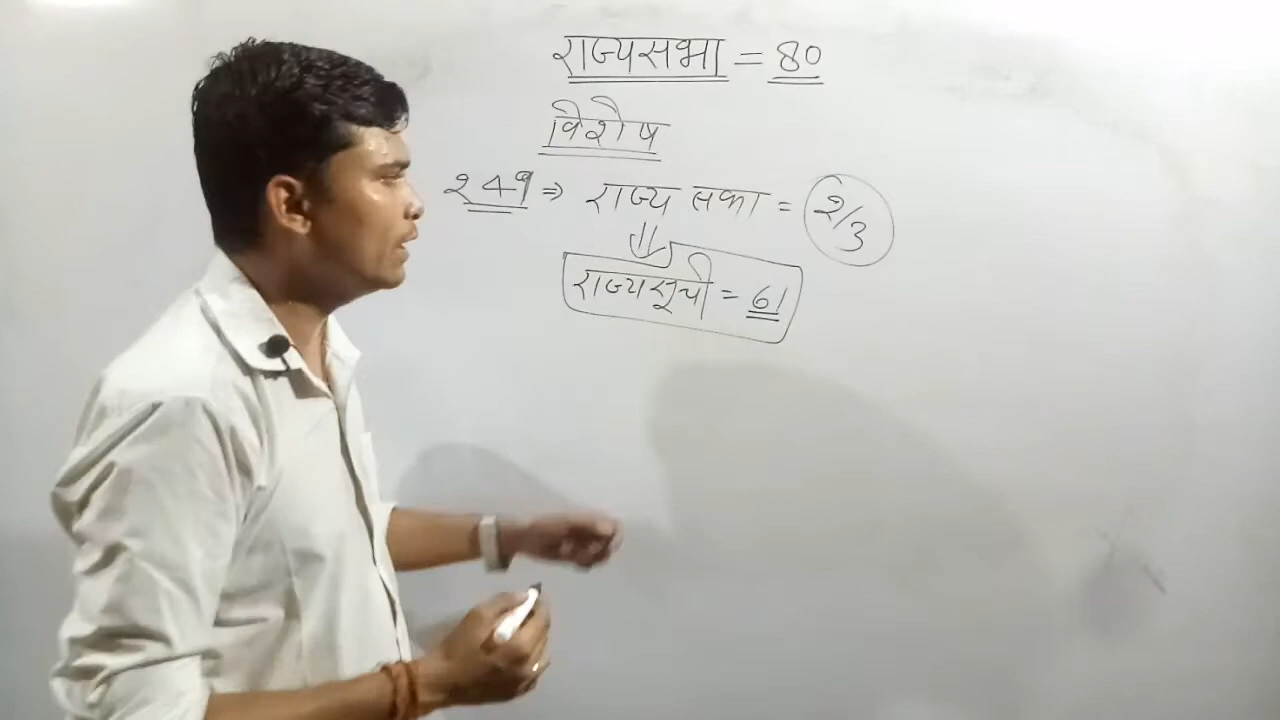 राज्यसभा = 80
विशेष
249 ⇒ राज्य सभा = 2/3
⇓
राज्यसूची = 61